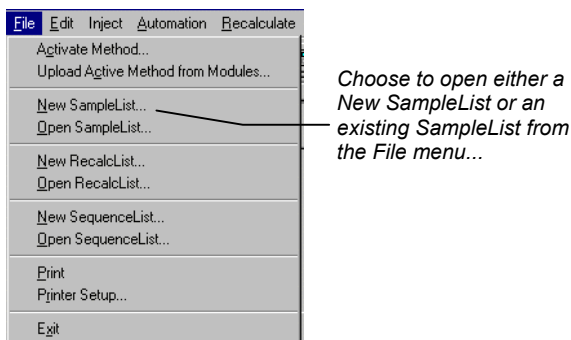 File Edit Inject Automation Recalculate
Activate Method...
Upload Active Method from Modules...
New SampleList...
Open SampleList...
New RecalcList...
Open RecalcList...
New SequenceList...
Open SequenceList...
Print
Printer Setup...
Exit
Choose to open either a
New SampleList or an
existing SampleList from
the File menu...